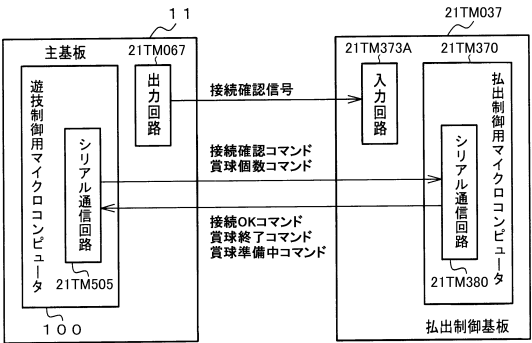 11
21TM037
主基板
21TM067
21TM373A
21TM370
遊技制御用マイクロコンピュータ
出力回路
接続確認信号
入力回路
払出制御用マイクロコンピュータ
シリアル通信回路
接続確認コマンド
賞球個数コマンド
シリアル通信回路
接続OKコマンド
賞球終了コマンド
賞球準備中コマンド
21TM505
21TM380
100
払出制御基板